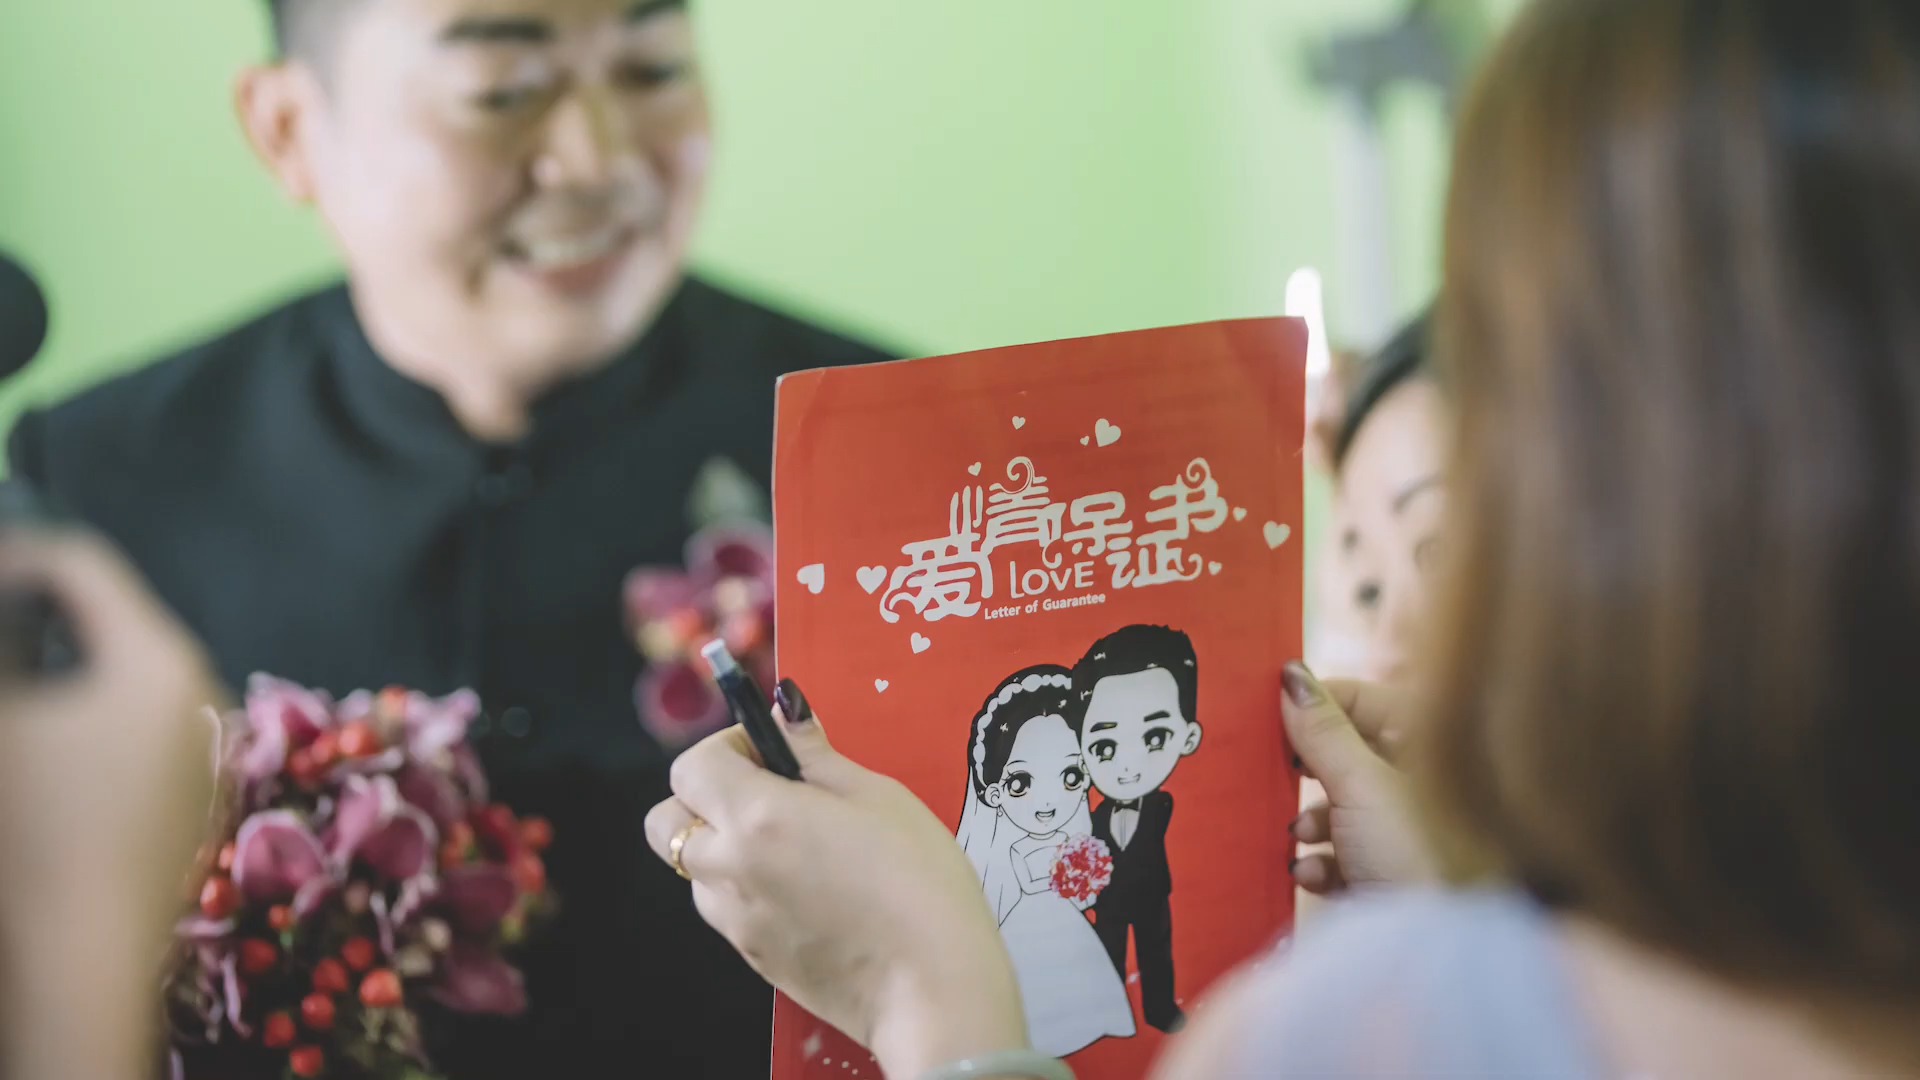 爱情保证书
LOVE
Letter of Guarantee